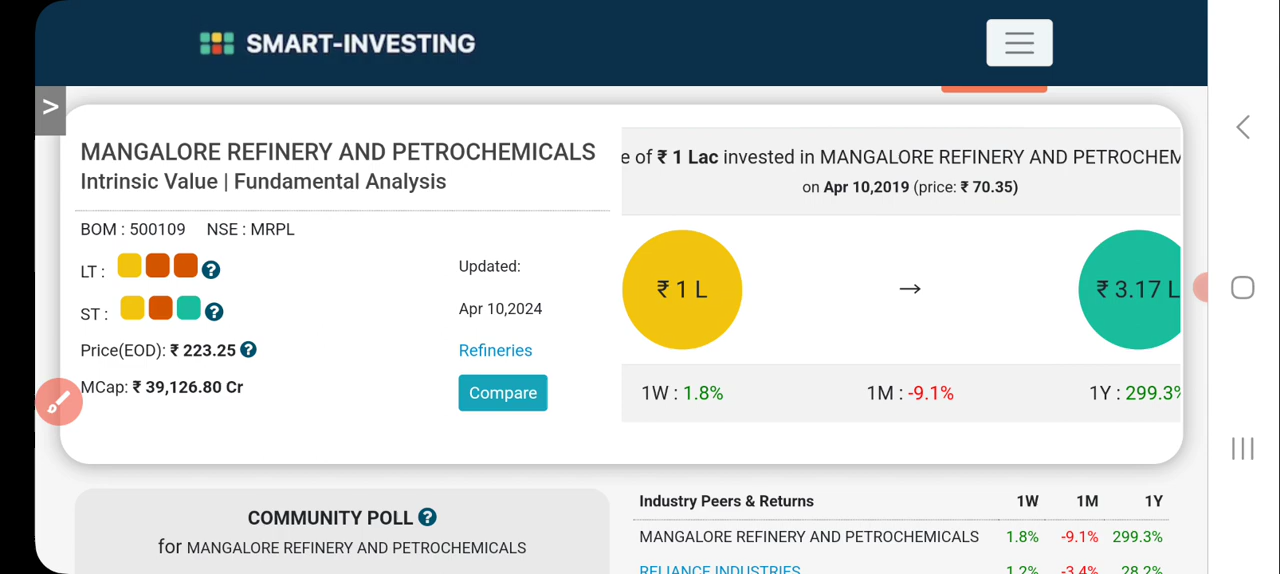 SMART-INVESTING
>
MANGALORE REFINERY AND PETROCHEMICALS
Intrinsic Value | Fundamental Analysis
BOM : 500109 NSE : MRPL
LT : ?
ST : ?
Price(EOD): ₹ 223.25 ?
MCap: ₹ 39,126.80 Cr
Updated:
Apr 10,2024
Refineries
Compare
e of ₹ 1 Lac invested in MANGALORE REFINERY AND PETROCHEM
on Apr 10,2019 (price: ₹ 70.35)
₹ 1 L → ₹ 3.17 L
1W : 1.8% 1M : -9.1% 1Y : 299.3%
COMMUNITY POLL ?
for MANGALORE REFINERY AND PETROCHEMICALS
Industry Peers & Returns 1W 1M 1Y
MANGALORE REFINERY AND PETROCHEMICALS 1.8% -9.1% 299.3%
RELIANCE INDUSTRIES 1.2% -3.4% 28.2%